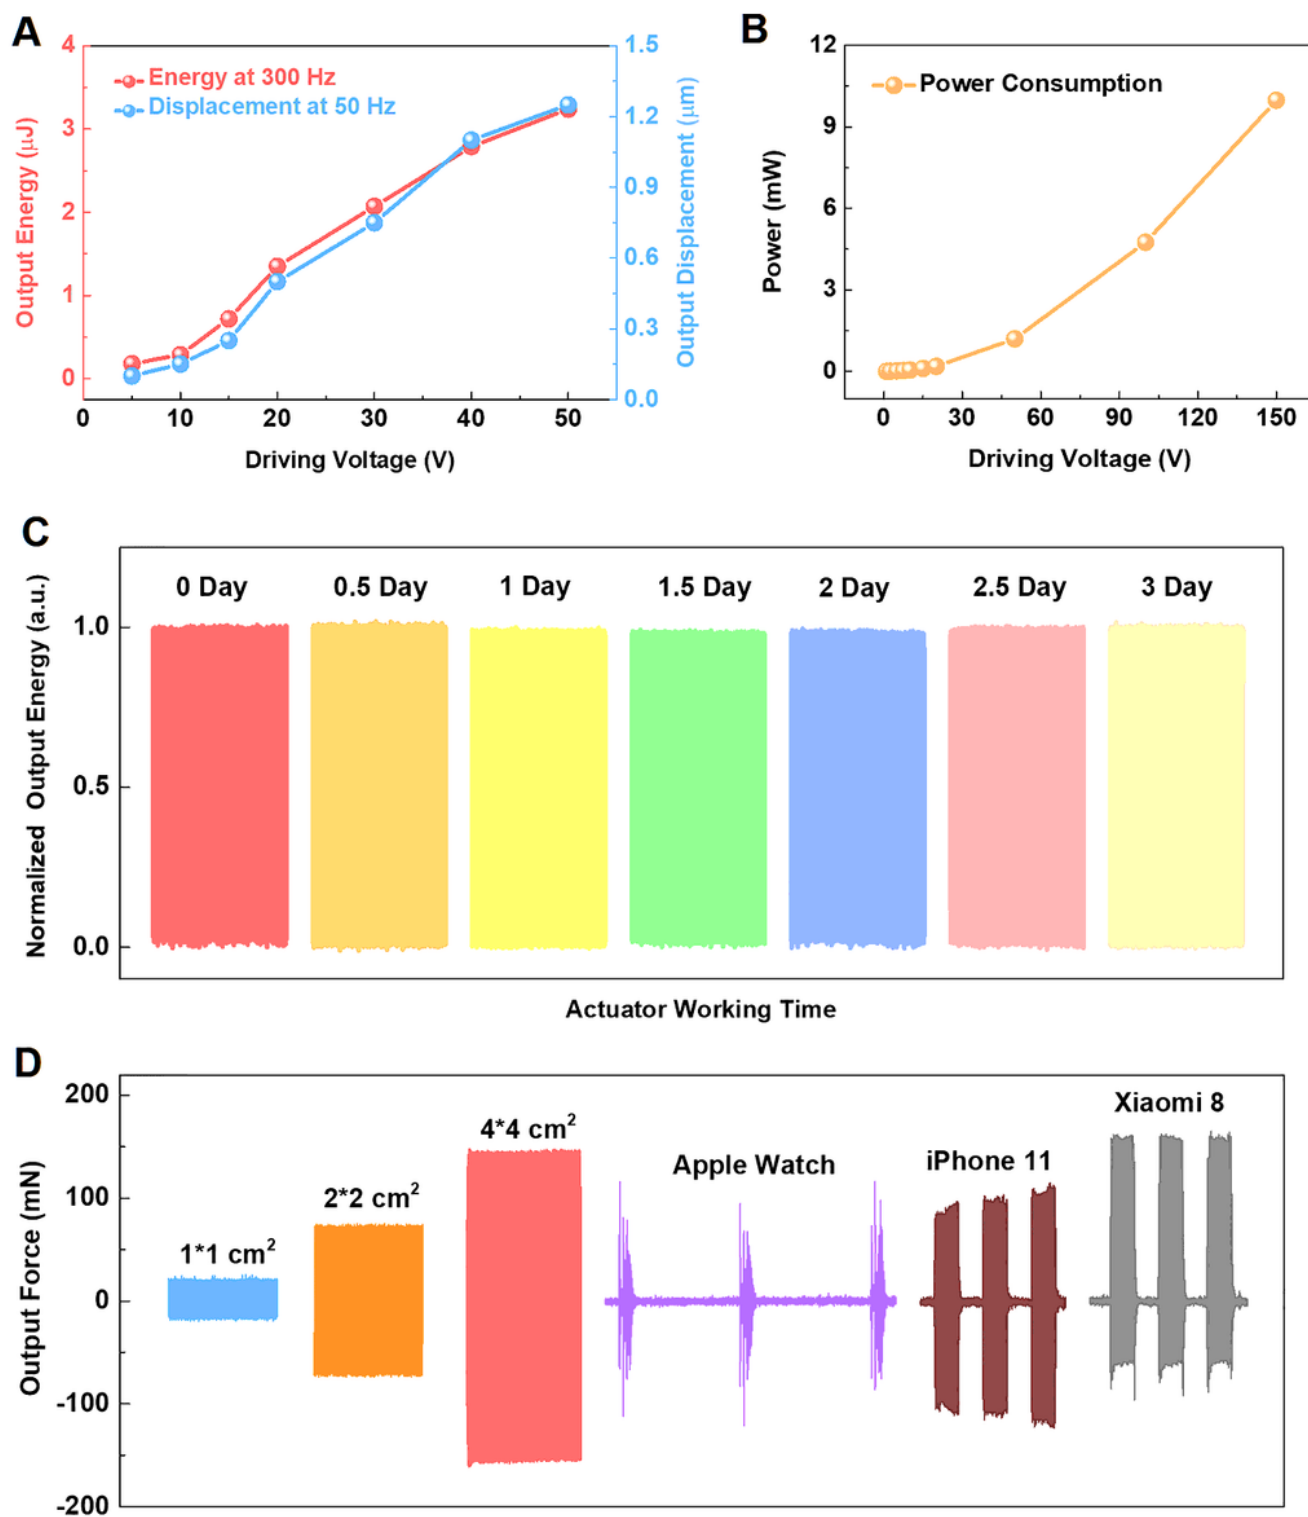 A
4
3
2
1
0
Output Energy (μJ)
Energy at 300 Hz
Displacement at 50 Hz
1.5
1.2
0.9
0.6
0.3
0.0
Output Displacement (μm)
0 10 20 30 40 50
Driving Voltage (V)
B
12
9
6
3
0
Power (mW)
Power Consumption
0 30 60 90 120 150
Driving Voltage (V)
C
Normalized Output Energy (a.u.)
1.0
0.5
0.0
0 Day 0.5 Day 1 Day 1.5 Day 2 Day 2.5 Day 3 Day
Actuator Working Time
D
Output Force (mN)
200
100
0
-100
-200
1*1 cm²
2*2 cm²
4*4 cm²
Apple Watch
iPhone 11
Xiaomi 8